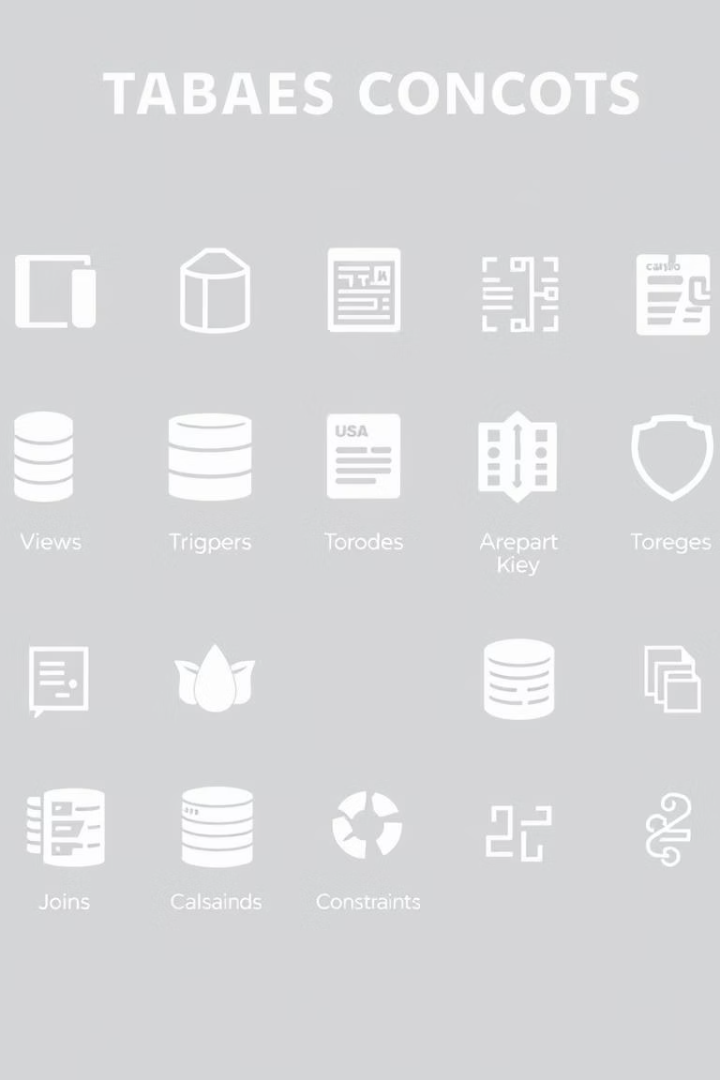 TABAES CONCOTS
USA
Views Trigpers Torodes Arepart Toreges
Kiey
Joins Calsainds Constraints